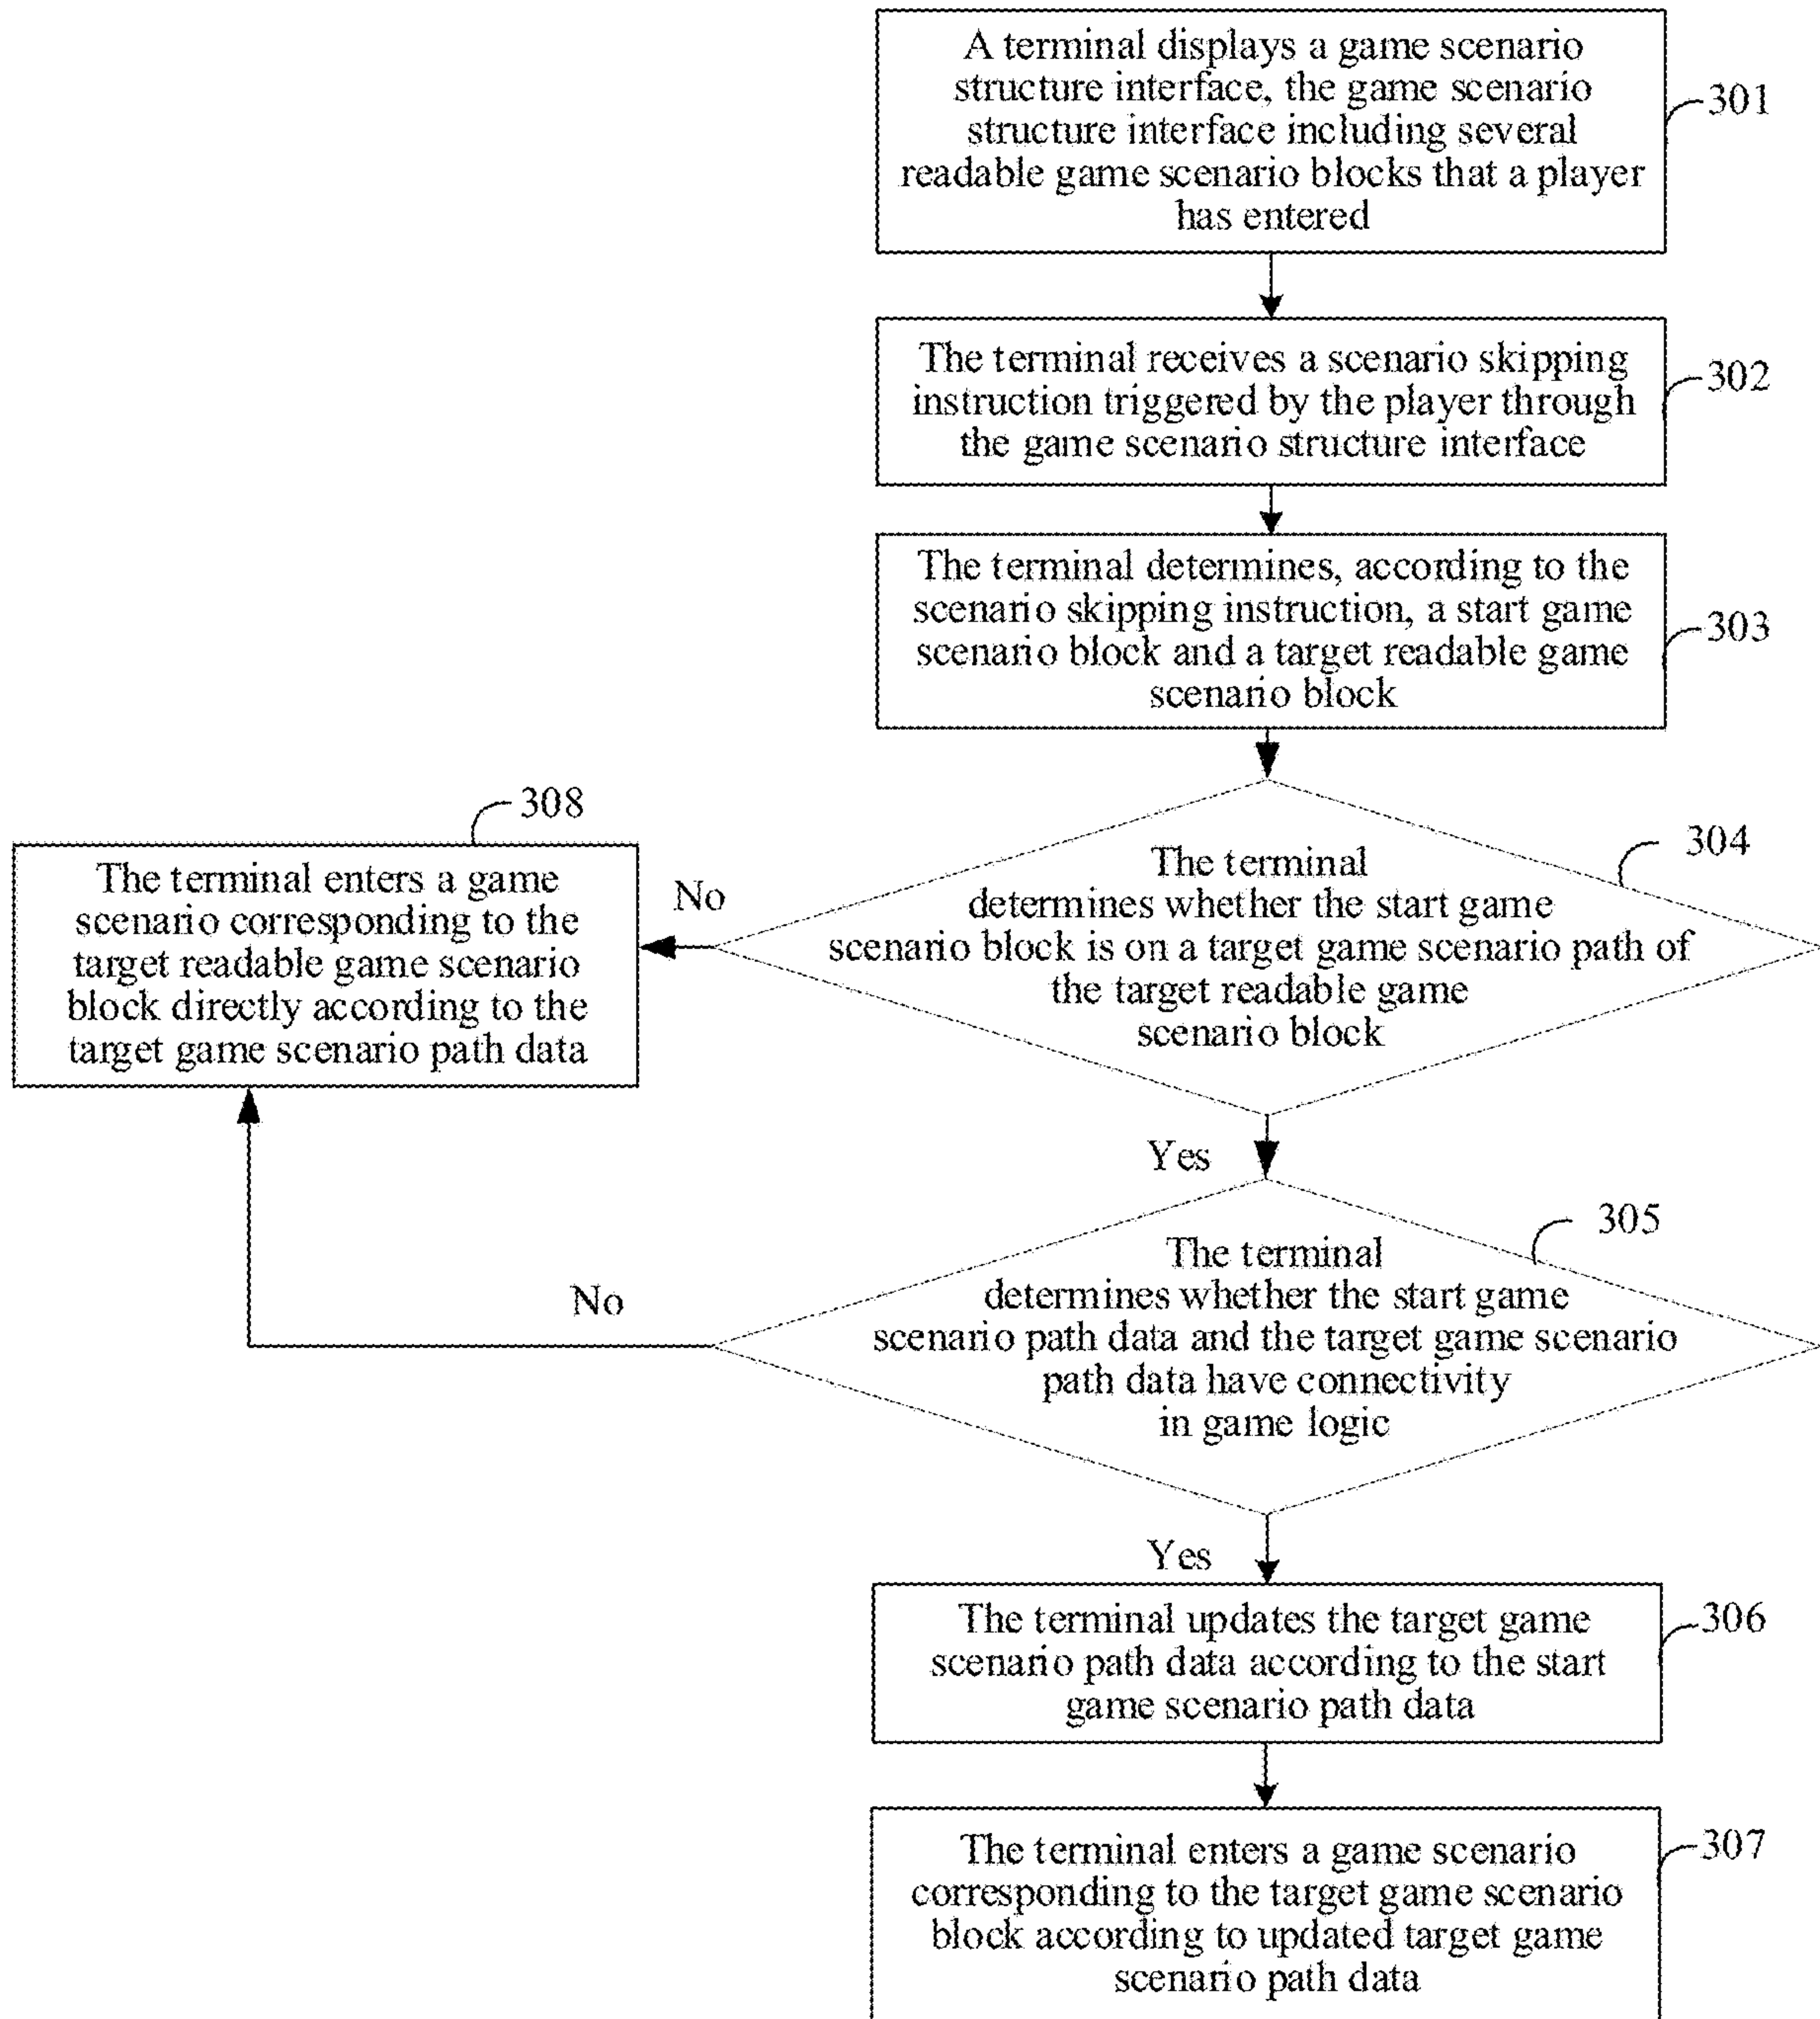 A terminal displays a game scenario
structure interface, the game scenario
structure interface including several
readable game scenario blocks that a player
has entered
301
The terminal receives a scenario skipping
instruction triggered by the player through
the game scenario structure interface
302
The terminal determines, according to the
scenario skipping instruction, a start game
scenario block and a target readable game
scenario block
303
308
The terminal enters a game
scenario corresponding to the
target readable game scenario
block directly according to the
target game scenario path data
No
304
The terminal
determines whether the start game
scenario block is on a target game scenario path of
the target readable game
scenario block
Yes
305
The terminal
determines whether the start game
scenario path data and the target game scenario
path data have connectivity
in game logic
No
Yes
The terminal updates the target game
scenario path data according to the start
game scenario path data
306
The terminal enters a game scenario
corresponding to the target game scenario
block according to updated target game
scenario path data
307